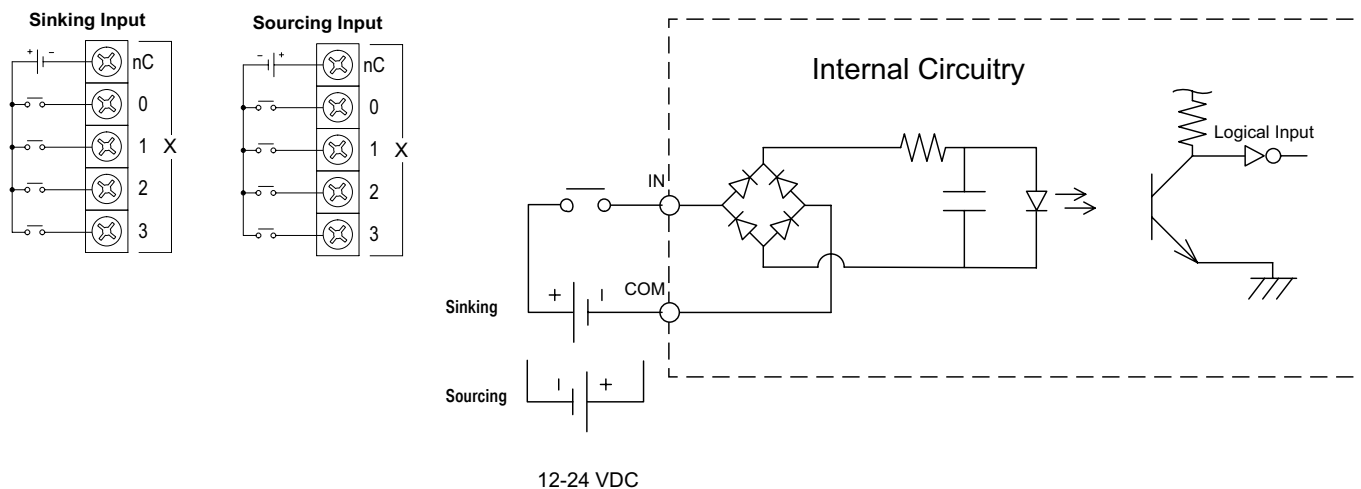 Sinking Input
+ -
nC
0
1
X
2
3
Sourcing Input
- +
nC
0
1
X
2
3
Internal Circuitry
Logical Input
IN
COM
Sinking
+ -
Sourcing
- +
12-24 VDC